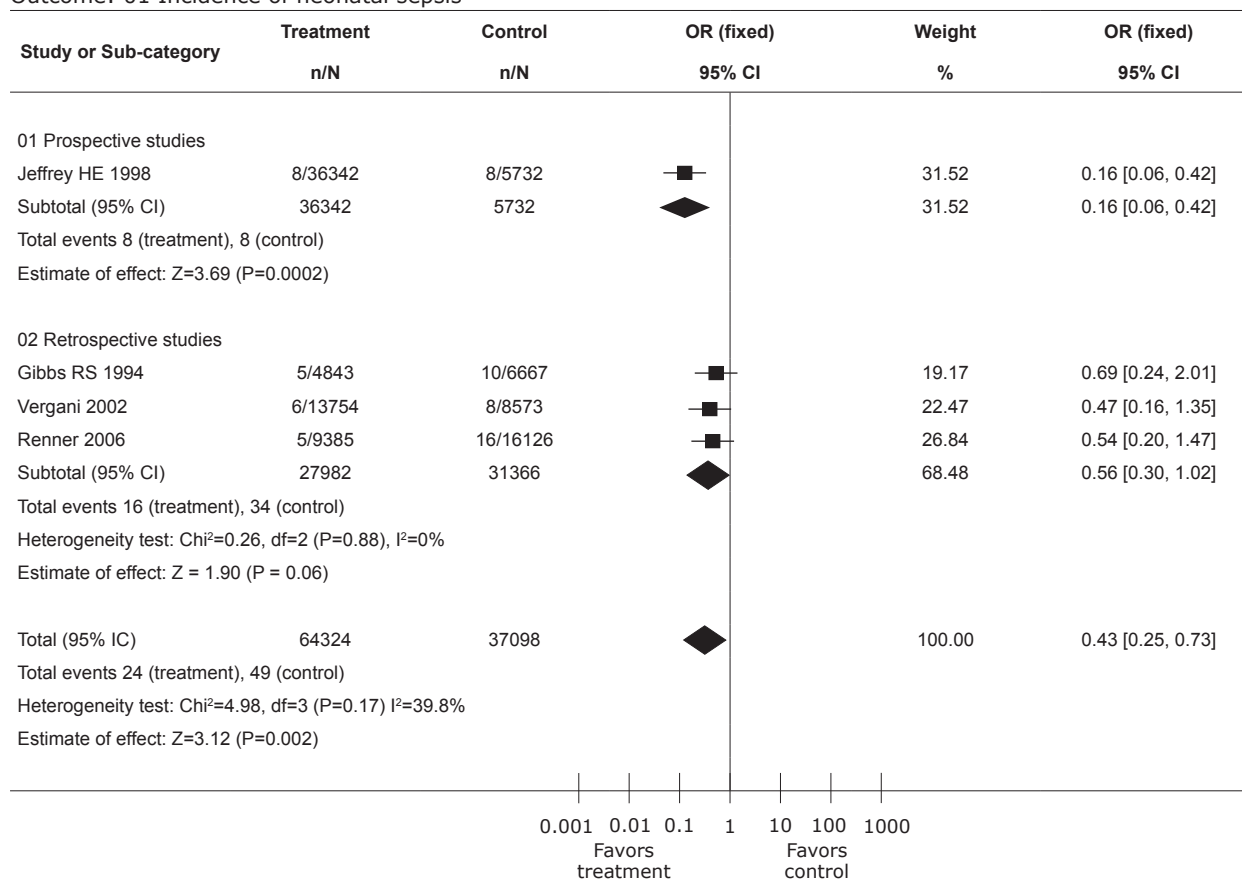 Outcome: 01 Incidence of neonatal sepsis
Study or Sub-category Treatment Control OR (fixed) Weight OR (fixed)
n/N n/N 95% CI % 95% CI
01 Prospective studies
Jeffrey HE 1998 8/36342 8/5732 31.52 0.16 [0.06, 0.42]
Subtotal (95% CI) 36342 5732 31.52 0.16 [0.06, 0.42]
Total events 8 (treatment), 8 (control)
Estimate of effect: Z=3.69 (P=0.0002)
02 Retrospective studies
Gibbs RS 1994 5/4843 10/6667 19.17 0.69 [0.24, 2.01]
Vergani 2002 6/13754 8/8573 22.47 0.47 [0.16, 1.35]
Renner 2006 5/9385 16/16126 26.84 0.54 [0.20, 1.47]
Subtotal (95% CI) 27982 31366 68.48 0.56 [0.30, 1.02]
Total events 16 (treatment), 34 (control)
Heterogeneity test: Chi²=0.26, df=2 (P=0.88), I²=0%
Estimate of effect: Z = 1.90 (P = 0.06)
Total (95% IC) 64324 37098 100.00 0.43 [0.25, 0.73]
Total events 24 (treatment), 49 (control)
Heterogeneity test: Chi²=4.98, df=3 (P=0.17) I²=39.8%
Estimate of effect: Z=3.12 (P=0.002)
0.001 0.01 0.1 1 10 100 1000
Favors Favors
treatment control